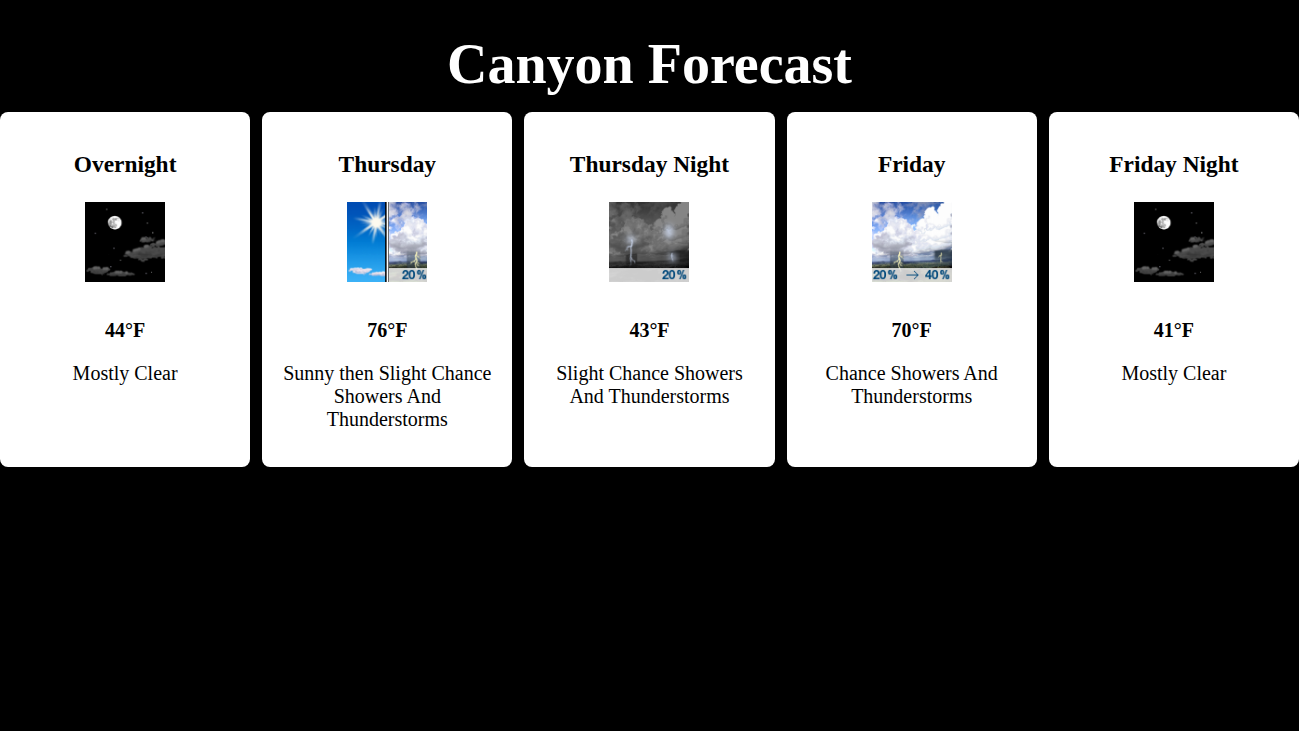 Canyon Forecast
Overnight
44°F
Mostly Clear
Thursday
20%
76°F
Sunny then Slight Chance
Showers And
Thunderstorms
Thursday Night
20%
43°F
Slight Chance Showers
And Thunderstorms
Friday
20% → 40%
70°F
Chance Showers And
Thunderstorms
Friday Night
41°F
Mostly Clear